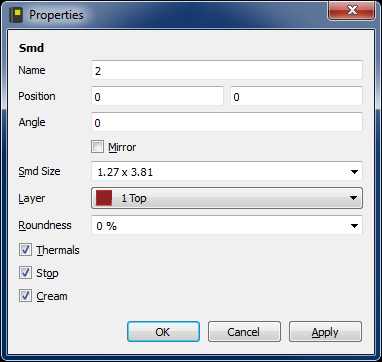 Properties
Smd
Name 2
Position 0 0
Angle 0
Mirror
Smd Size 1.27 x 3.81
Layer 1 Top
Roundness 0 %
Thermals
Stop
Cream
OK Cancel Apply